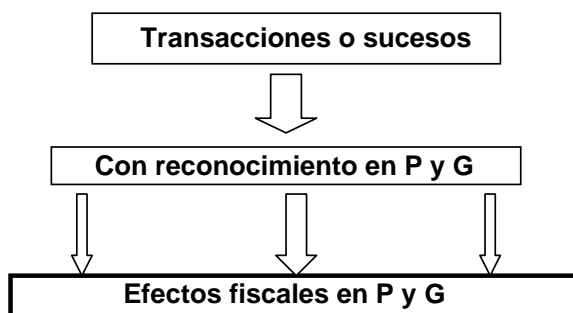 Transacciones o sucesos
Con reconocimiento en P y G
Efectos fiscales en P y G